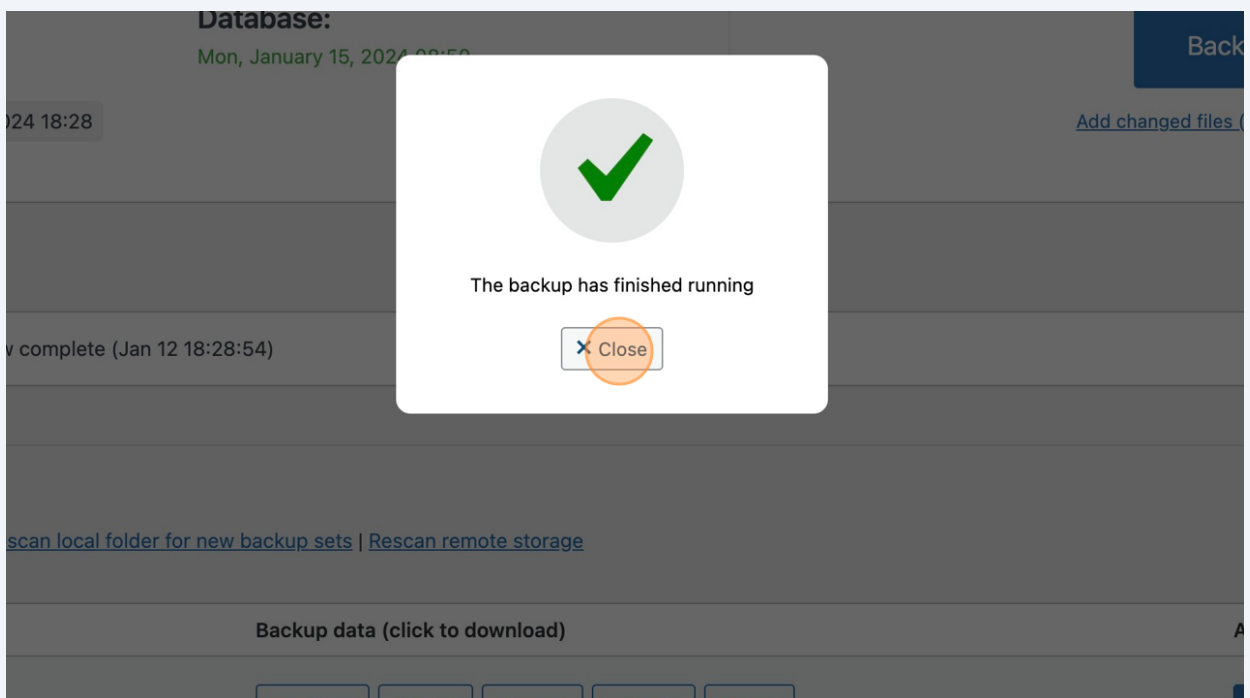 Database:
Mon, January 15, 2024 08:50
Back
024 18:28
Add changed files (
The backup has finished running
Close
complete (Jan 12 18:28:54)
scan local folder for new backup sets | Rescan remote storage
Backup data (click to download)